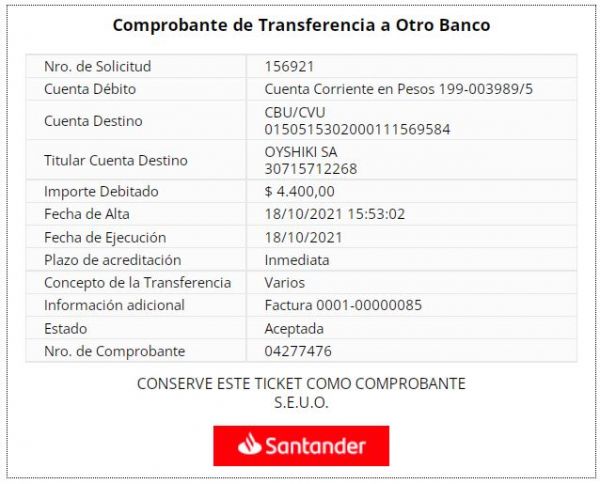 Comprobante de Transferencia a Otro Banco
Nro. de Solicitud 156921
Cuenta Débito Cuenta Corriente en Pesos 199-003989/5
Cuenta Destino CBU/CVU
0150515302000111569584
Titular Cuenta Destino OYSHIKI SA
30715712268
Importe Debitado $ 4.400,00
Fecha de Alta 18/10/2021 15:53:02
Fecha de Ejecución 18/10/2021
Plazo de acreditación Inmediata
Concepto de la Transferencia Varios
Información adicional Factura 0001-00000085
Estado Aceptada
Nro. de Comprobante 04277476
CONSERVE ESTE TICKET COMO COMPROBANTE
S.E.U.O.
Santander